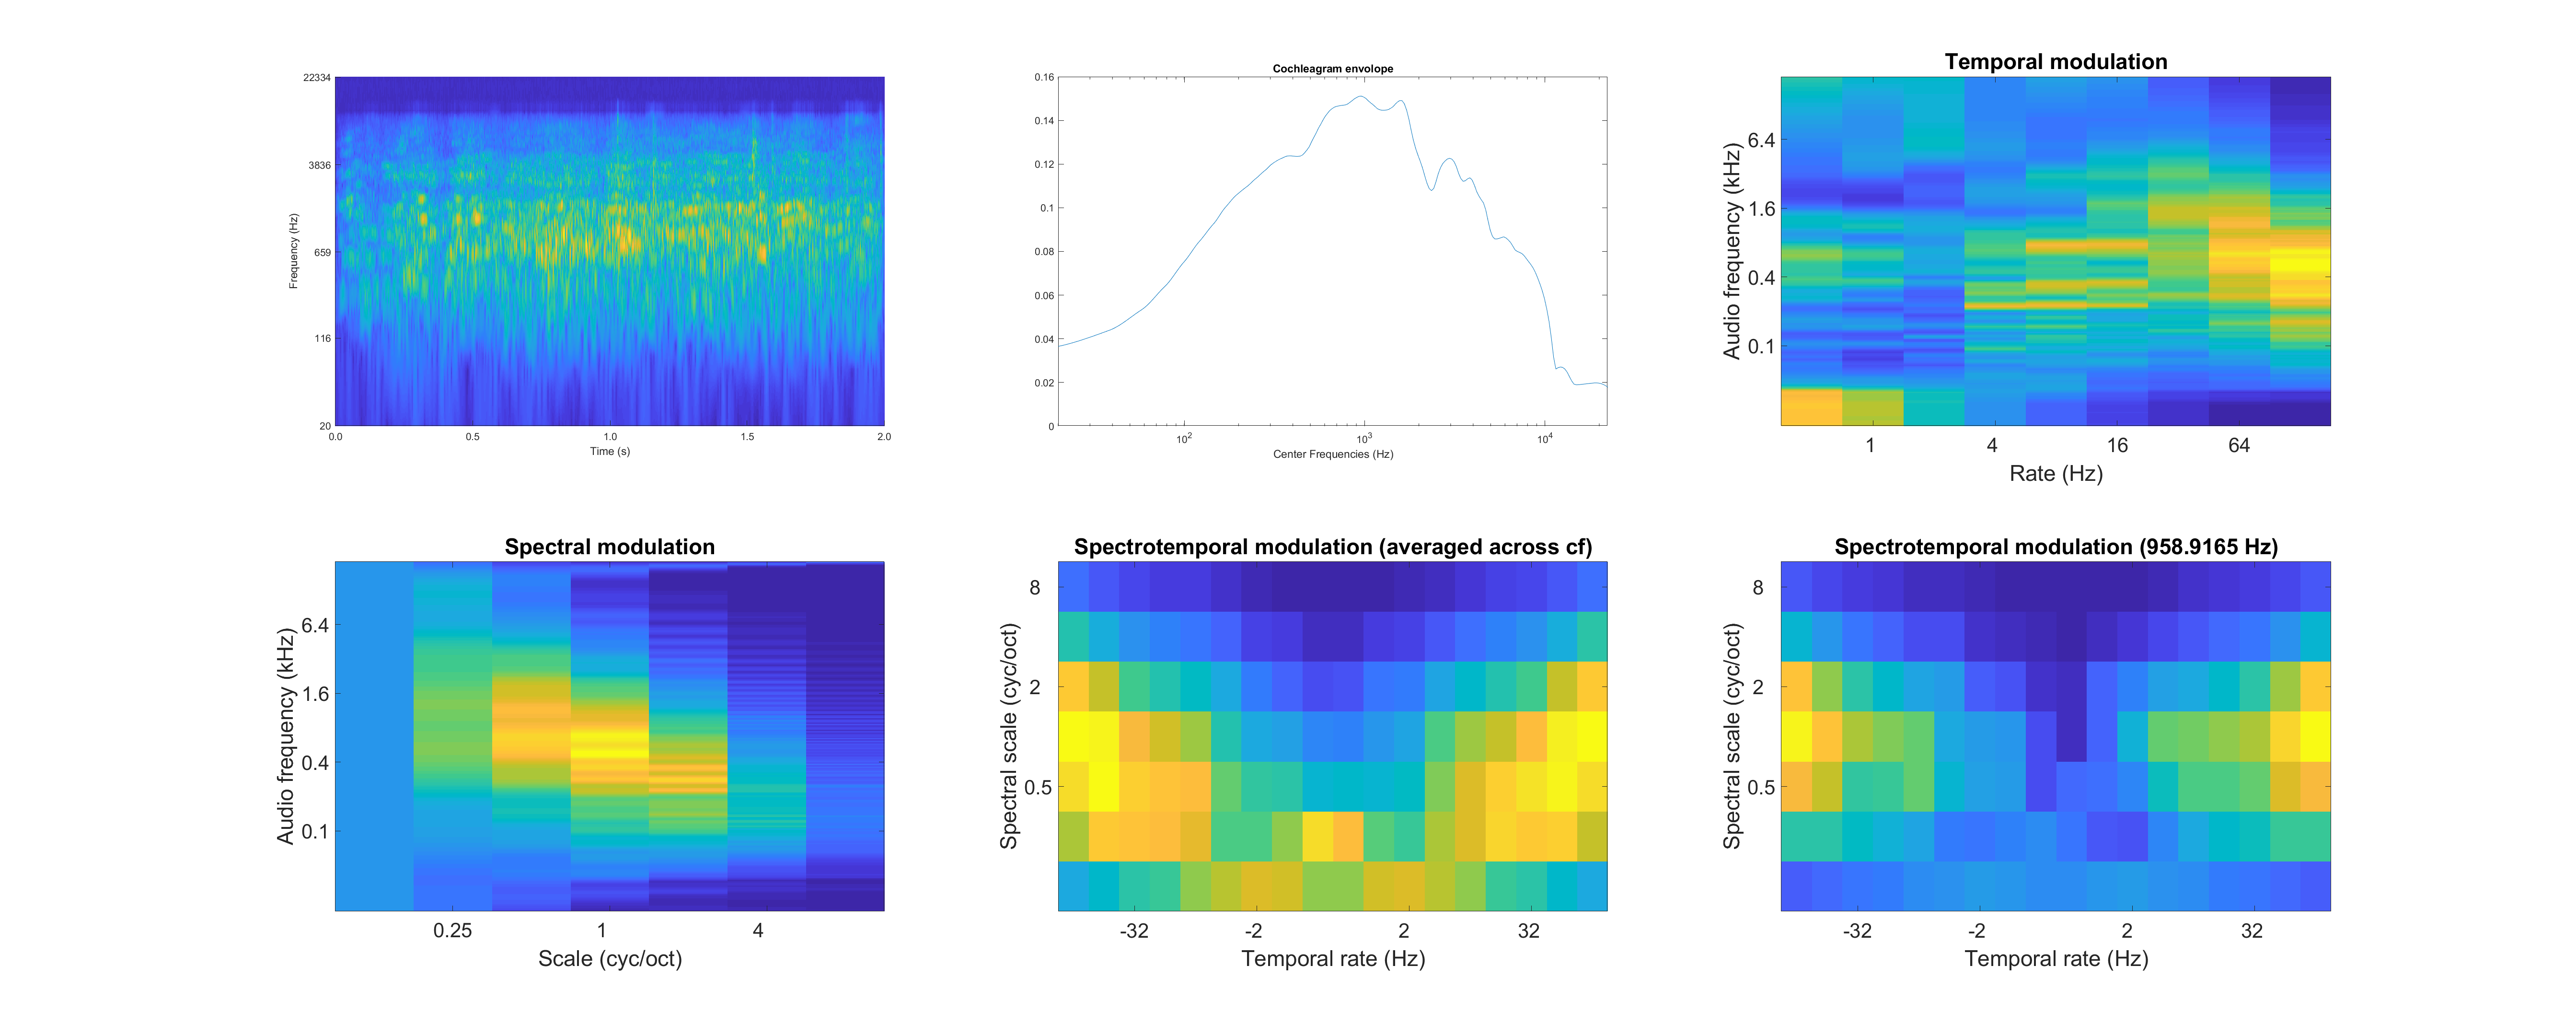 22334
3836
659
116
20
Frequency (Hz)
0.0 0.5 1.0 1.5 2.0
Time (s)
Cochleagram envolope
0.16
0.14
0.12
0.1
0.08
0.06
0.04
0.02
0
10^2 10^3 10^4
Center Frequencies (Hz)
Temporal modulation
Audio frequency (kHz)
6.4
1.6
0.4
0.1
1 4 16 64
Rate (Hz)
Spectral modulation
Audio frequency (kHz)
6.4
1.6
0.4
0.1
0.25 1 4
Scale (cyc/oct)
Spectrotemporal modulation (averaged across cf)
Spectral scale (cyc/oct)
8
2
0.5
-32 -2 2 32
Temporal rate (Hz)
Spectrotemporal modulation (958.9165 Hz)
Spectral scale (cyc/oct)
8
2
0.5
-32 -2 2 32
Temporal rate (Hz)